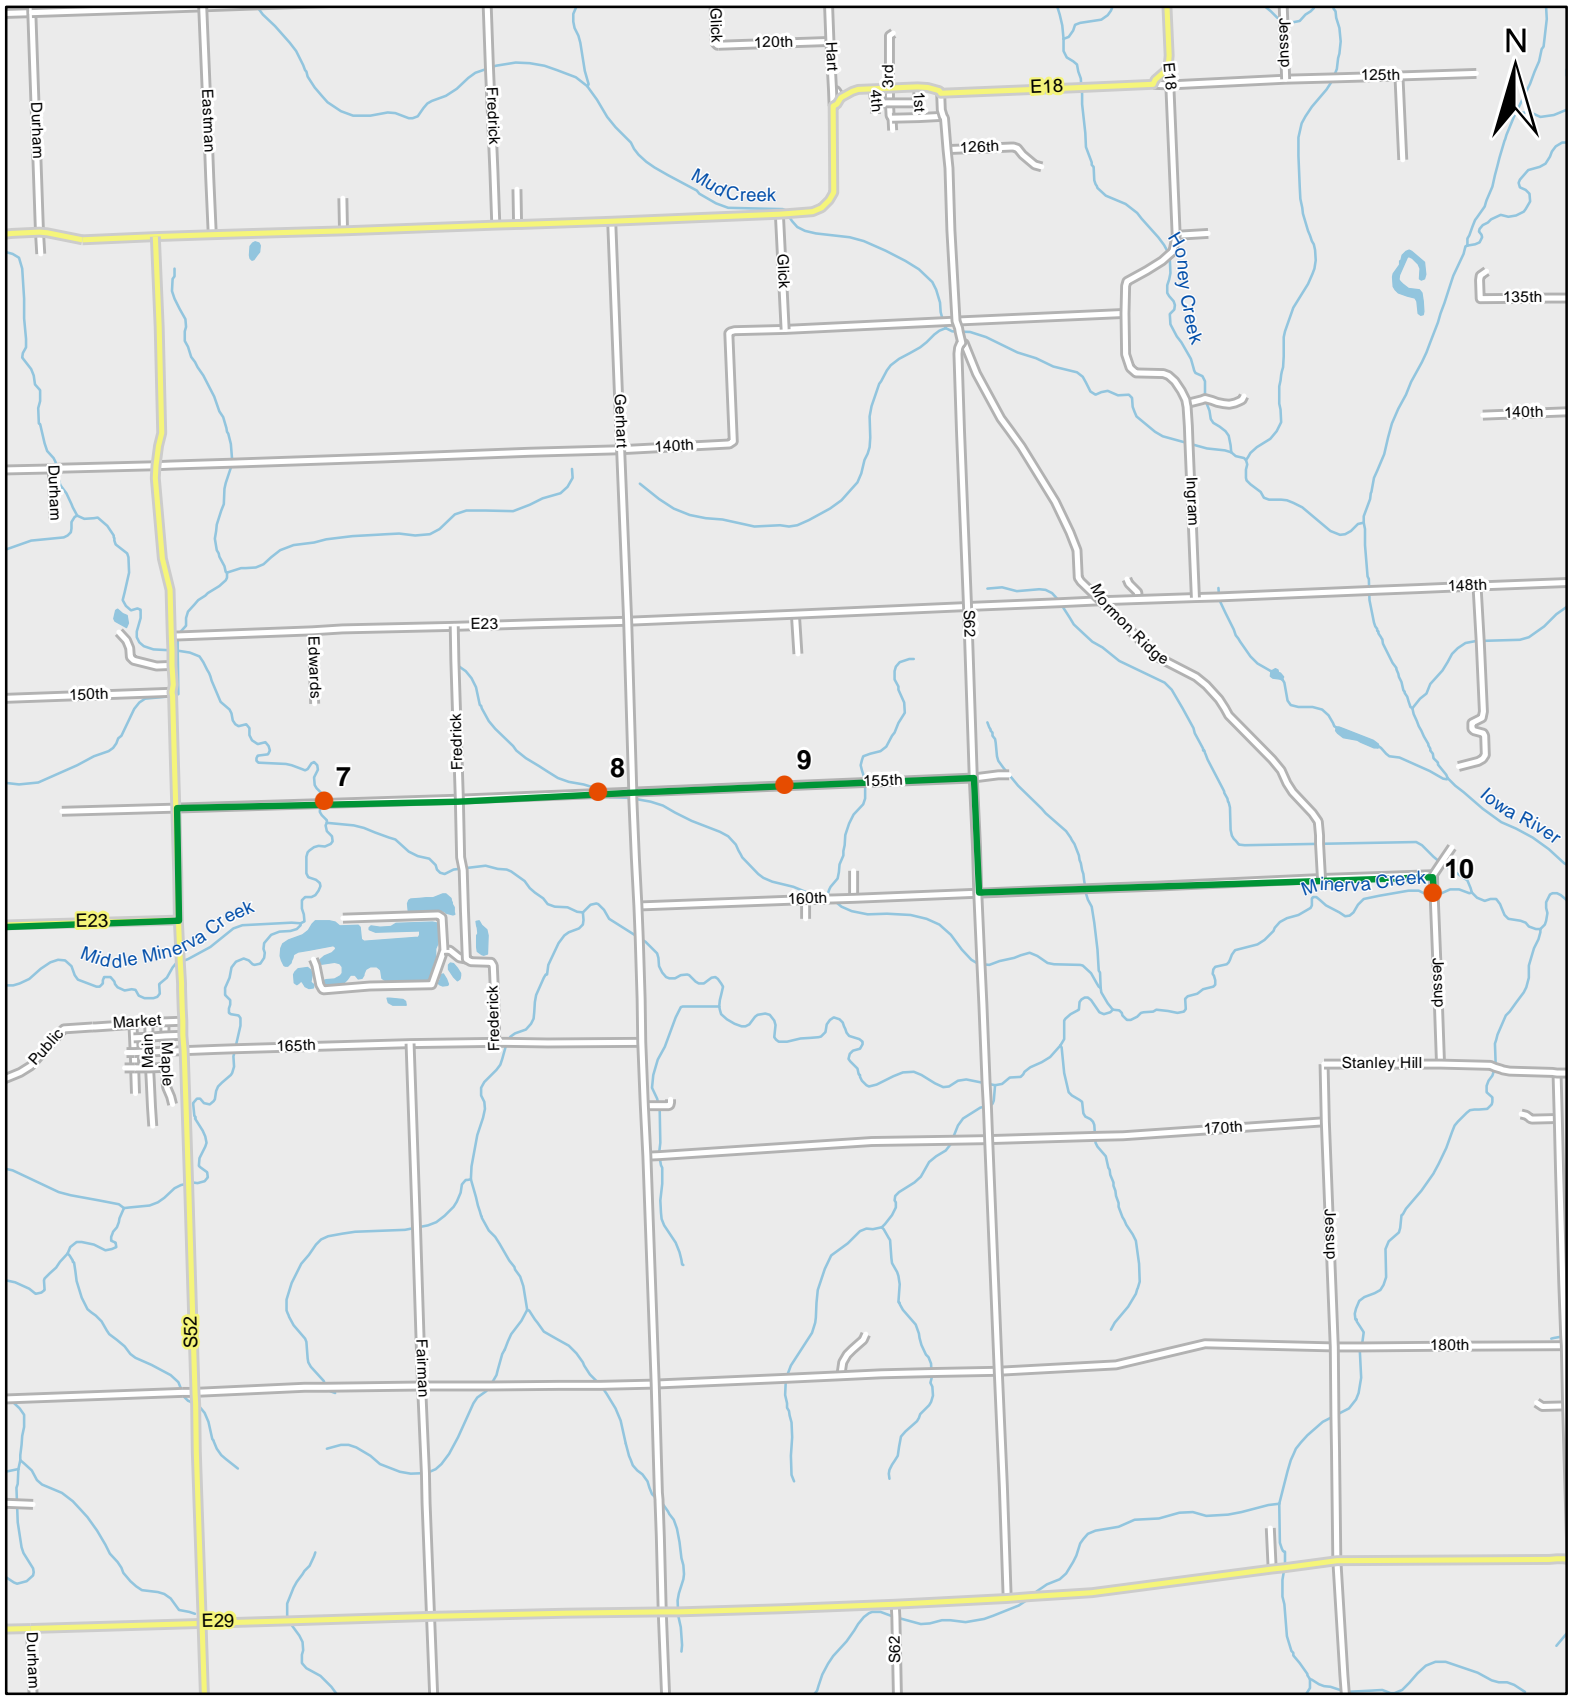 Glick
120th
Hart
3rd
4th
1st
E18
E18
Jessup
125th
N
Durham
Eastman
Fredrick
126th
MudCreek
Glick
Honey Creek
135th
Gerhart
140th
140th
Durham
Ingram
148th
E23
S62
Mormon Ridge
Edwards
150th
Fredrick
7
8
9
155th
Iowa River
10
Minerva Creek
160th
E23
Middle Minerva Creek
Jessup
Frederick
Market
Public
Main
Maple
165th
Stanley Hill
170th
Jessup
S52
Fairman
180th
E29
Durham
S62